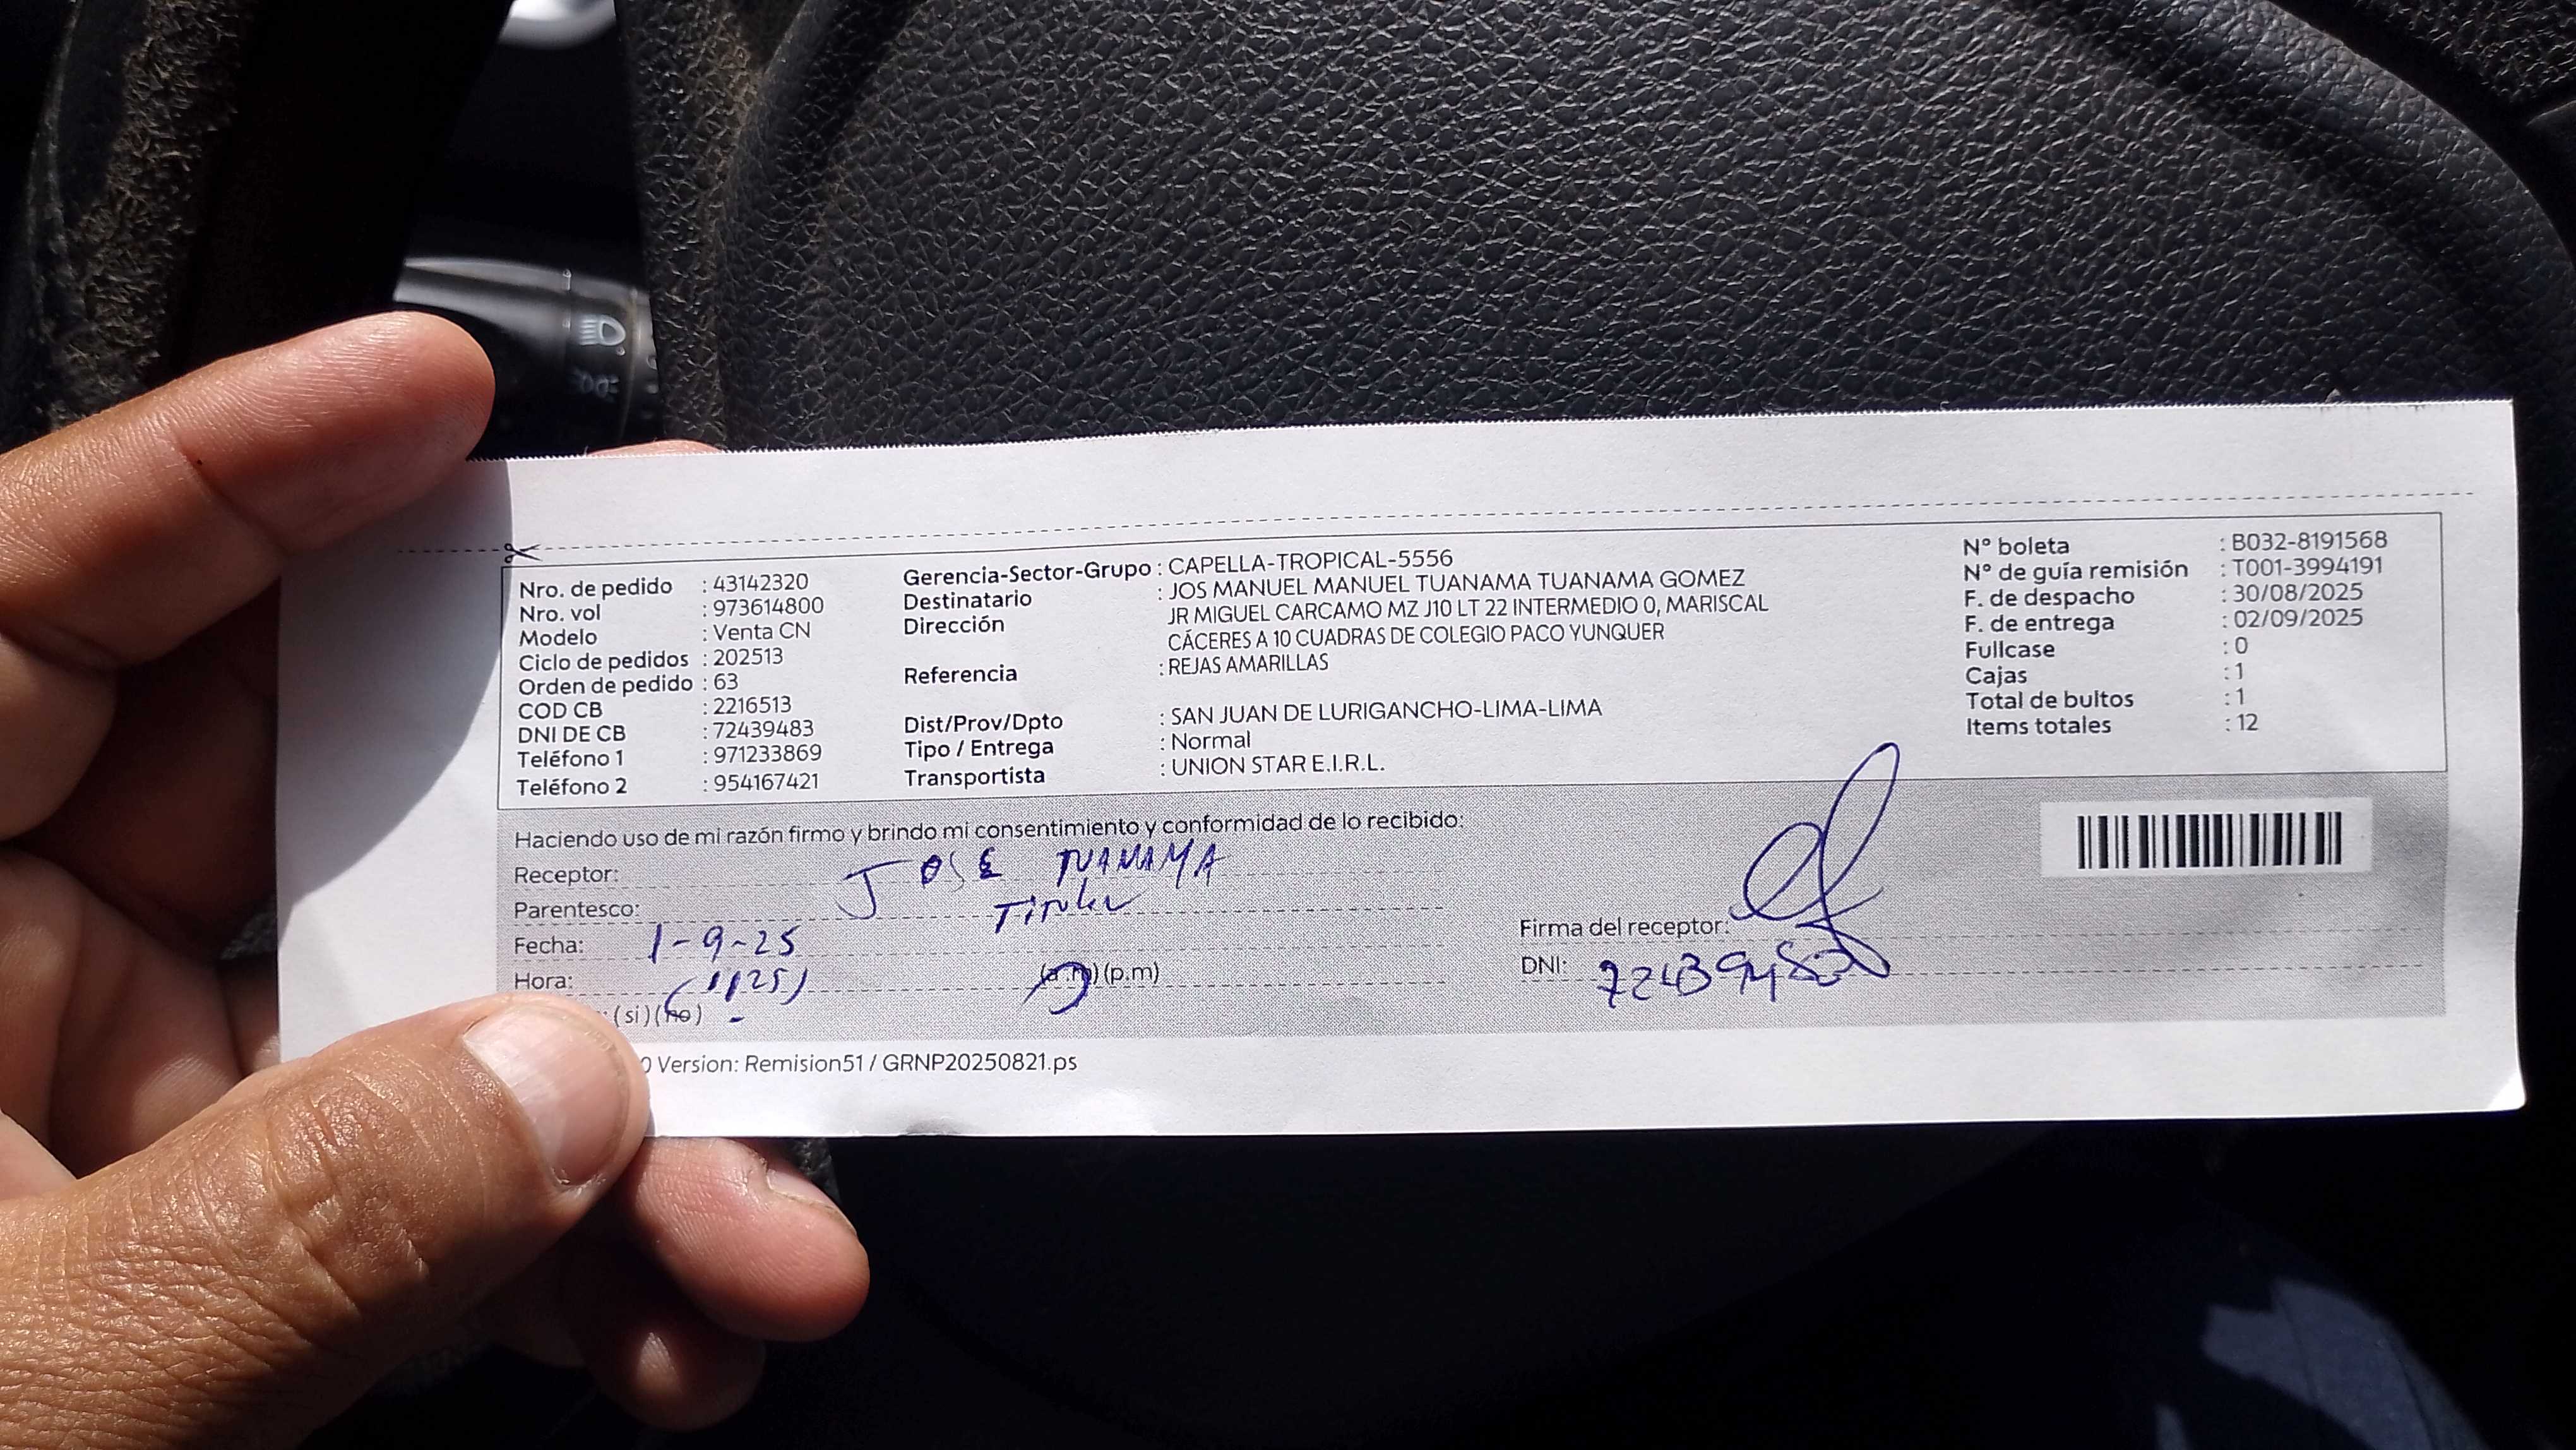 Nro. de pedido : 43142320
Nro. vol : 973614800
Modelo : Venta CN
Ciclo de pedidos : 202513
Orden de pedido : 63
COD CB : 2216513
DNI DE CB : 72439483
Teléfono 1 : 971233869
Teléfono 2 : 954167421
Gerencia-Sector-Grupo : CAPELLA-TROPICAL-5556
Destinatario : JOS MANUEL MANUEL TUANAMA TUANAMA GOMEZ
Dirección JR MIGUEL CARCAMO MZ J10 LT 22 INTERMEDIO 0, MARISCAL
CÁCERES A 10 CUADRAS DE COLEGIO PACO YUNQUER
Referencia : REJAS AMARILLAS
Dist/Prov/Dpto : SAN JUAN DE LURIGANCHO-LIMA-LIMA
Tipo / Entrega : Normal
Transportista : UNION STAR E.I.R.L.
N° boleta : B032-8191568
N° de guía remisión : T001-3994191
F. de despacho : 30/08/2025
F. de entrega : 02/09/2025
Fullcase : 0
Cajas : 1
Total de bultos : 1
Items totales : 12
Haciendo uso de mi razón firmo y brindo mi consentimiento y conformidad de lo recibido:
Receptor: JOSE TUANAMA
Parentesco: Titular
Fecha: 1-9-25
Hora: (1125) (a.m) (p.m)
: (si) (no)
Firma del receptor:
DNI:
0 Version: Remision51 / GRNP20250821.ps